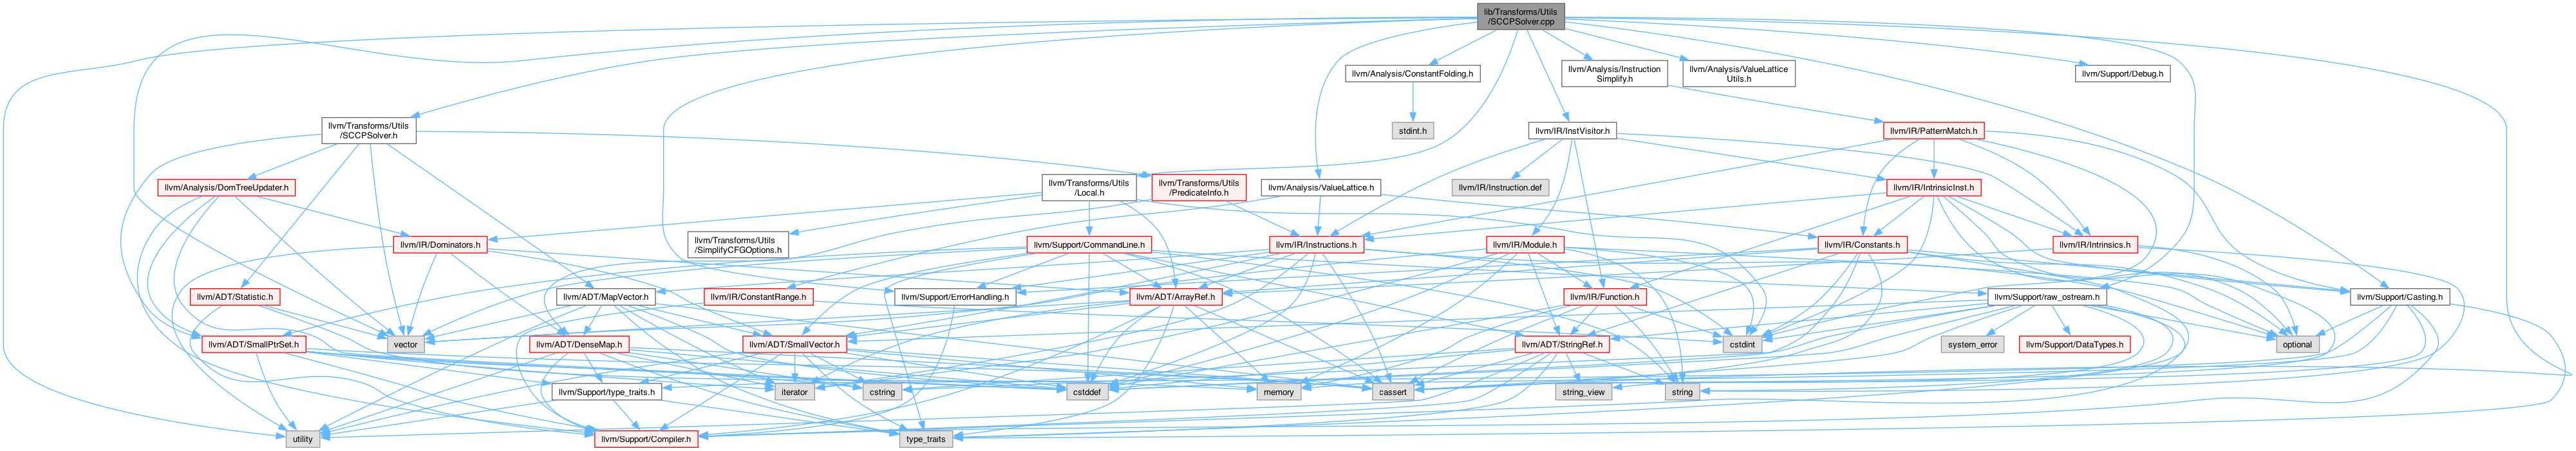 lib/Transforms/Utils
/SCCPSolver.cpp
llvm/Analysis/ConstantFolding.h
llvm/Analysis/Instruction
Simplify.h
llvm/Analysis/ValueLattice
Utils.h
llvm/Support/Debug.h
llvm/Transforms/Utils
/SCCPSolver.h
stdint.h
llvm/IR/InstVisitor.h
llvm/IR/PatternMatch.h
llvm/Analysis/DomTreeUpdater.h
llvm/Transforms/Utils
/Local.h
llvm/Transforms/Utils
/PredicateInfo.h
llvm/Analysis/ValueLattice.h
llvm/IR/Instruction.def
llvm/IR/IntrinsicInst.h
llvm/IR/Dominators.h
llvm/Transforms/Utils
/SimplifyCFGOptions.h
llvm/Support/CommandLine.h
llvm/IR/Instructions.h
llvm/IR/Module.h
llvm/IR/Constants.h
llvm/IR/Intrinsics.h
llvm/ADT/Statistic.h
llvm/ADT/MapVector.h
llvm/IR/ConstantRange.h
llvm/Support/ErrorHandling.h
llvm/ADT/ArrayRef.h
llvm/IR/Function.h
llvm/Support/raw_ostream.h
llvm/Support/Casting.h
llvm/ADT/SmallPtrSet.h
vector
llvm/ADT/DenseMap.h
llvm/ADT/SmallVector.h
cstdint
llvm/ADT/StringRef.h
system_error
llvm/Support/DataTypes.h
optional
llvm/Support/type_traits.h
iterator
cstring
cstddef
memory
cassert
string_view
string
utility
llvm/Support/Compiler.h
type_traits